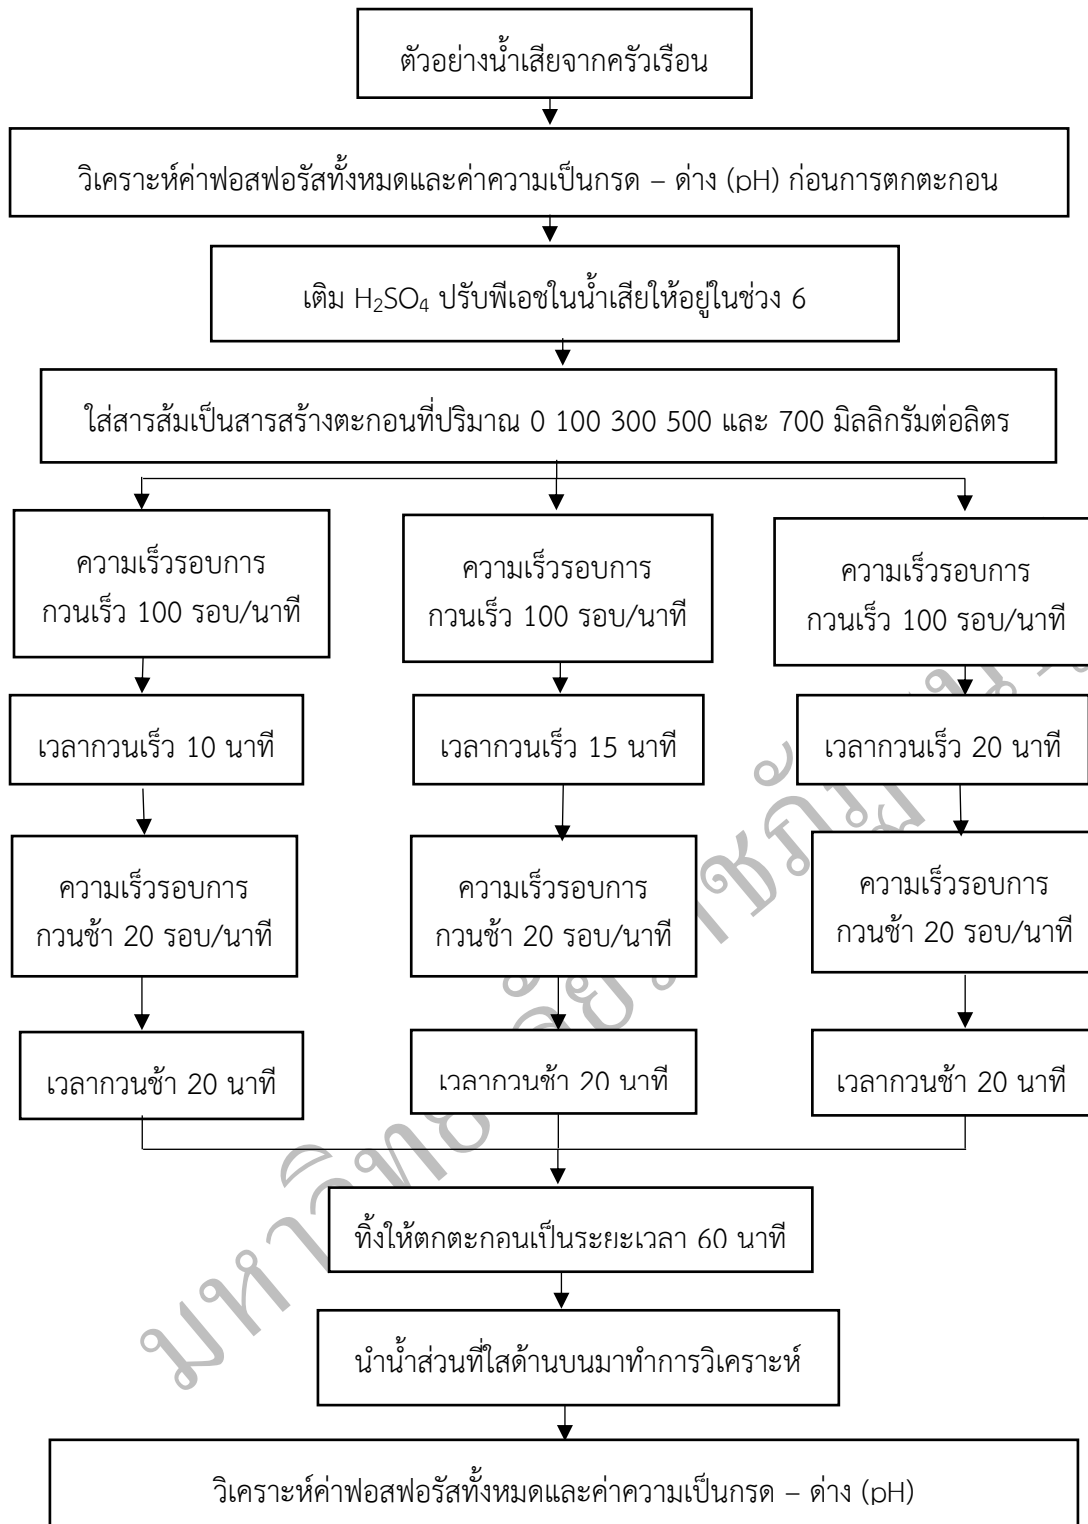 ตัวอย่างน้ำเสียจากครัวเรือน
วิเคราะห์ค่าฟอสฟอรัสทั้งหมดและค่าความเป็นกรด – ด่าง (pH) ก่อนการตกตะกอน
เติม H₂SO₄ ปรับพีเอชในน้ำเสียให้อยู่ในช่วง 6
ใส่สารส้มเป็นสารสร้างตะกอนที่ปริมาณ 0 100 300 500 และ 700 มิลลิกรัมต่อลิตร
ความเร็วรอบการ
กวนเร็ว 100 รอบ/นาที
ความเร็วรอบการ
กวนเร็ว 100 รอบ/นาที
ความเร็วรอบการ
กวนเร็ว 100 รอบ/นาที
เวลากวนเร็ว 10 นาที
เวลากวนเร็ว 15 นาที
เวลากวนเร็ว 20 นาที
ความเร็วรอบการ
กวนช้า 20 รอบ/นาที
ความเร็วรอบการ
กวนช้า 20 รอบ/นาที
ความเร็วรอบการ
กวนช้า 20 รอบ/นาที
เวลากวนช้า 20 นาที
เวลากวนช้า 20 นาที
เวลากวนช้า 20 นาที
ทิ้งให้ตกตะกอนเป็นระยะเวลา 60 นาที
นำน้ำส่วนที่ใสด้านบนมาทำการวิเคราะห์
วิเคราะห์ค่าฟอสฟอรัสทั้งหมดและค่าความเป็นกรด – ด่าง (pH)